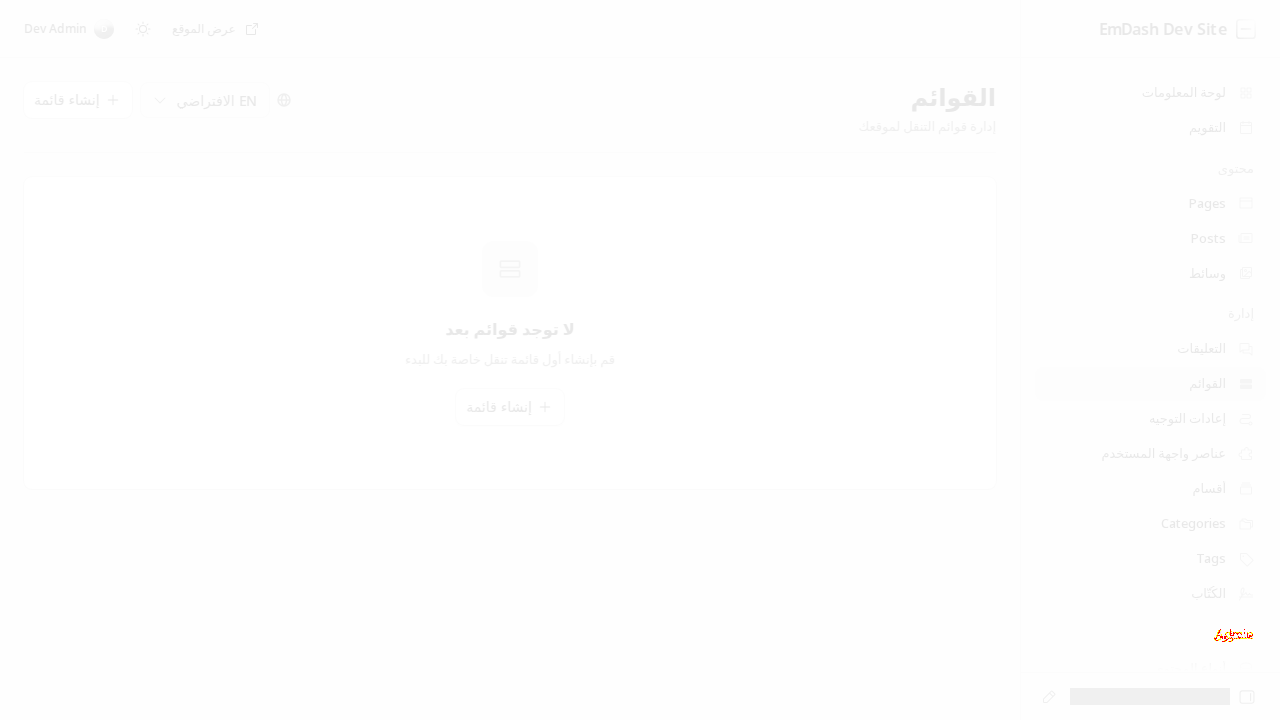 EmDash Dev Site
عرض الموقع
Dev Admin
لوحة المعلومات
التقويم
محتوى
Pages
Posts
وسائط
إدارة
التعليقات
القوائم
إعادات التوجيه
عناصر واجهة المستخدم
أقسام
Categories
Tags
الكُتّاب
القوائم
إدارة قوائم التنقل لموقعك
EN الافتراضي
إنشاء قائمة
لا توجد قوائم بعد
قم بإنشاء أول قائمة تنقل خاصة بك للبدء
إنشاء قائمة